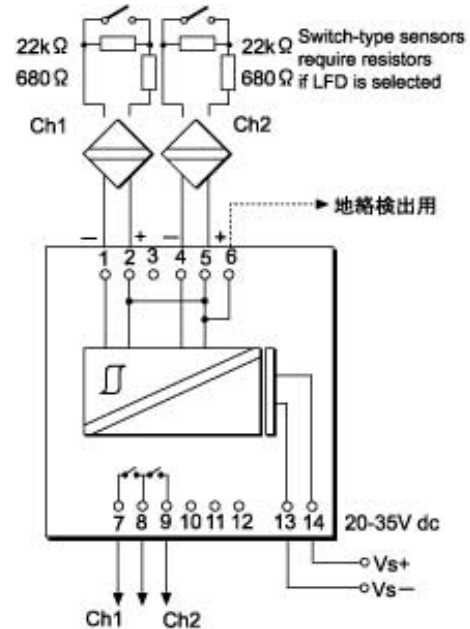 22kΩ
680Ω
22kΩ
680Ω
Switch-type sensors
require resistors
if LFD is selected
Ch1
Ch2
地絡検出用
− + − +
1 2 3 4 5 6
7 8 9 10 11 12 13 14
20-35V dc
Vs+
Vs−
Ch1
Ch2